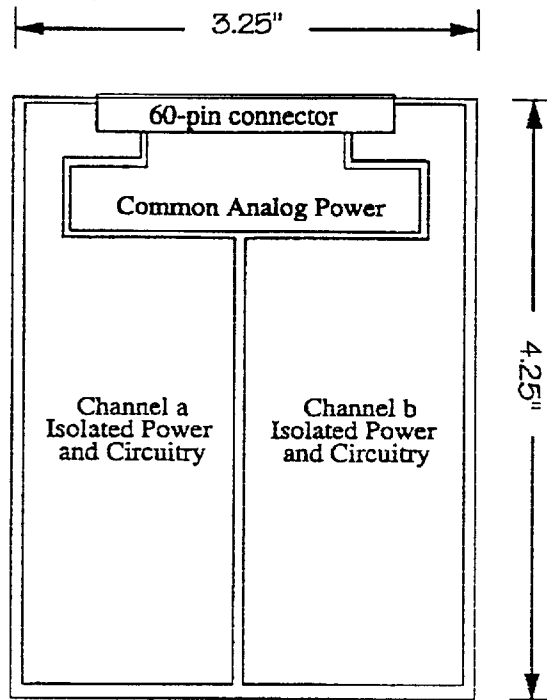 3.25"
60-pin connector
Common Analog Power
4.25"
Channel a
Isolated Power
and Circuitry
Channel b
Isolated Power
and Circuitry